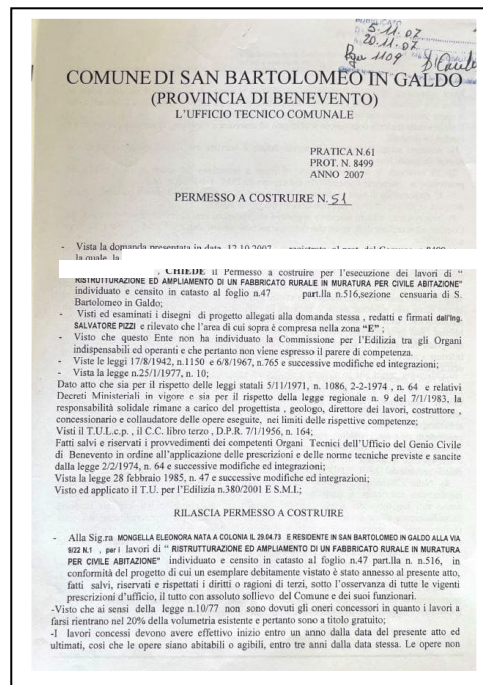 5.11.07
20.11.07
1109
COMUNE DI SAN BARTOLOMEO IN GALDO
(PROVINCIA DI BENEVENTO)
L'UFFICIO TECNICO COMUNALE
PRATICA N.61
PROT. N. 8499
ANNO 2007
PERMESSO A COSTRUIRE N. 51
- Vista la domanda presentata in data 12.10.2007
la quale la
, CHIEDE il Permesso a costruire per l'esecuzione dei lavori di "
RISTRUTTURAZIONE ED AMPLIAMENTO DI UN FABBRICATO RURALE IN MURATURA PER CIVILE ABITAZIONE"
individuato e censito in catasto al foglio n.47 part.lla n.516,sezione censuaria di S.
Bartolomeo in Galdo;
- Visti ed esaminati i disegni di progetto allegati alla domanda stessa , redatti e firmati dall'ing.
SALVATORE PIZZI e rilevato che l'area di cui sopra è compresa nella zona "E" ;
- Visto che questo Ente non ha individuato la Commissione per l'Edilizia tra gli Organi
indispensabili ed operanti e che pertanto non viene espresso il parere di competenza.
- Viste le leggi 17/8/1942, n.1150 e 6/8/1967, n.765 e successive modifiche ed integrazioni;
- Vista la legge n.25/1/1977, n. 10;
Dato atto che sia per il rispetto delle leggi statali 5/11/1971, n. 1086, 2-2-1974 , n. 64 e relativi
Decreti Ministeriali in vigore e sia per il rispetto della legge regionale n. 9 del 7/1/1983, la
responsabilità solidale rimane a carico del progettista , geologo, direttore dei lavori, costruttore ,
concessionario e collaudatore delle opere eseguite, nei limiti delle rispettive competenze;
Visti il T.U.L.c.p. , il C.C. libro terzo , D.P.R. 7/1/1956, n. 164;
Fatti salvi e riservati i provvedimenti dei competenti Organi Tecnici dell'Ufficio del Genio Civile
di Benevento in ordine all'applicazione delle prescrizioni e delle norme tecniche previste e sancite
dalla legge 2/2/1974, n. 64 e successive modifiche ed integrazioni;
Vista la legge 28 febbraio 1985, n. 47 e successive modifiche ed integrazioni;
Visto ed applicato il T.U. per l'Edilizia n.380/2001 E S.M.I.;
RILASCIA PERMESSO A COSTRUIRE
- Alla Sig.ra MONGELLA ELEONORA NATA A COLONIA IL 29.04.73 E RESIDENTE IN SAN BARTOLOMEO IN GALDO ALLA VIA
9/22 N.1 , per i lavori di " RISTRUTTURAZIONE ED AMPLIAMENTO DI UN FABBRICATO RURALE IN MURATURA
PER CIVILE ABITAZIONE" individuato e censito in catasto al foglio n.47 part.lla n. n.516, in
conformità del progetto di cui un esemplare debitamente vistato è stato annesso al presente atto,
fatti salvi, riservati e rispettati i diritti o ragioni di terzi, sotto l'osservanza di tutte le vigenti
prescrizioni d'ufficio, il tutto con assoluto sollievo del Comune e dei suoi funzionari.
-Visto che ai sensi della legge n.10/77 non sono dovuti gli oneri concessori in quanto i lavori a
farsi rientrano nel 20% della volumetria esistente e pertanto sono a titolo gratuito;
-I lavori concessi devono avere effettivo inizio entro un anno dalla data del presente atto ed
ultimati, così che le opere siano abitabili o agibili, entro tre anni dalla data stessa. Le opere non